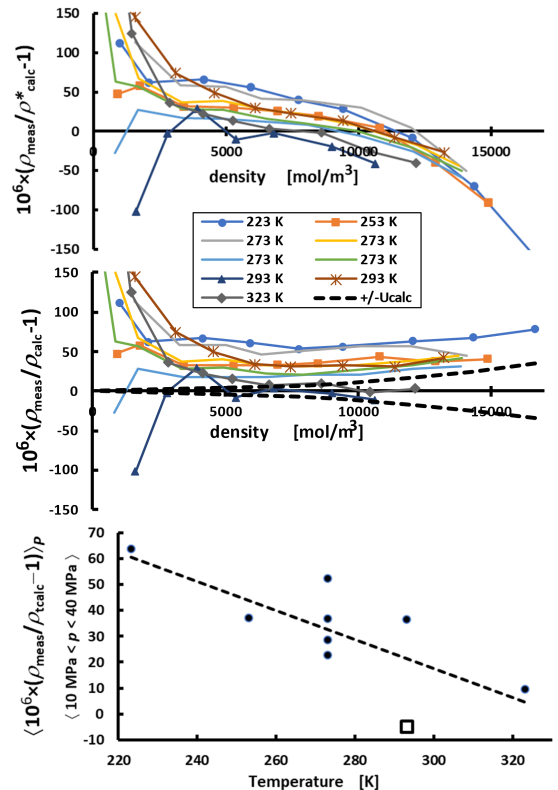 10⁶×(ρmeas/ρ*calc-1)
150
100
50
0
-50
-100
-150
0
5000
10000
15000
density [mol/m³]
223 K
253 K
273 K
273 K
273 K
273 K
293 K
293 K
323 K
+/-Ucalc
10⁶×(ρmeas/ρcalc-1)
150
100
50
0
-50
-100
-150
0
5000
10000
15000
density [mol/m³]
⟨10⁶×(ρmeas/ρtcalc−1)⟩p
⟨ 10 MPa < p < 40 MPa ⟩
70
60
50
40
30
20
10
0
-10
220
240
260
280
300
320
Temperature [K]